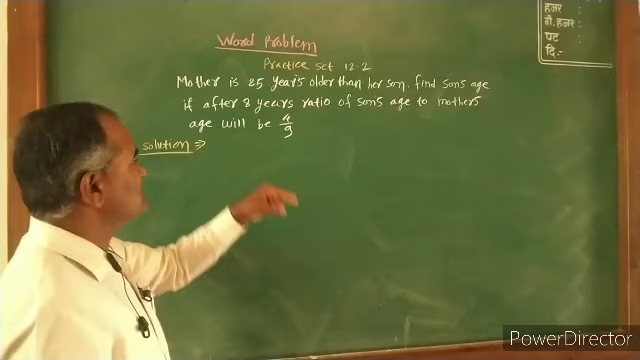 Word Problem
Practice set 12.2
Mother is 25 year's older than her son. find sons age
if after 8 years ratio of sons age to mothers
age will be 4/9
solution ⇒
हजर :
गै. हजर :
पट :
दि.-
PowerDirector